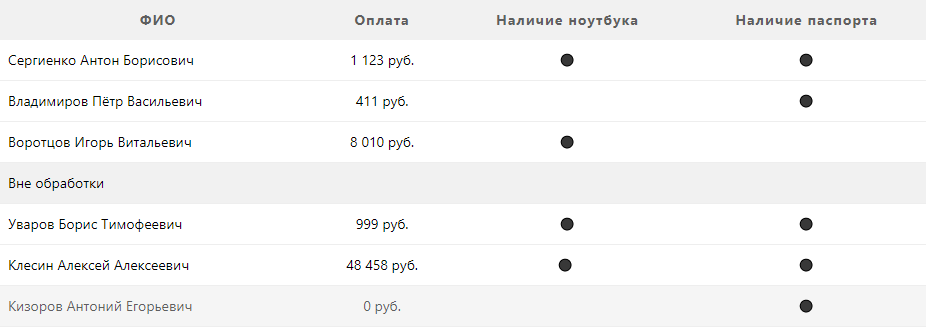 ФИО Оплата Наличие ноутбука Наличие паспорта
Сергиенко Антон Борисович 1 123 руб.
Владимиров Пётр Васильевич 411 руб.
Воротцов Игорь Витальевич 8 010 руб.
Вне обработки
Уваров Борис Тимофеевич 999 руб.
Клесин Алексей Алексеевич 48 458 руб.
Кизоров Антоний Егорьевич 0 руб.